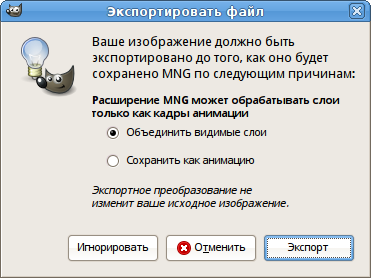 Экспортировать файл
Ваше изображение должно быть
экспортировано до того, как оно будет
сохранено MNG по следующим причинам:
Расширение MNG может обрабатывать слои
только как кадры анимации
Объединить видимые слои
Сохранить как анимацию
Экспортное преобразование не
изменит ваше исходное изображение.
Игнорировать
Отменить
Экспорт